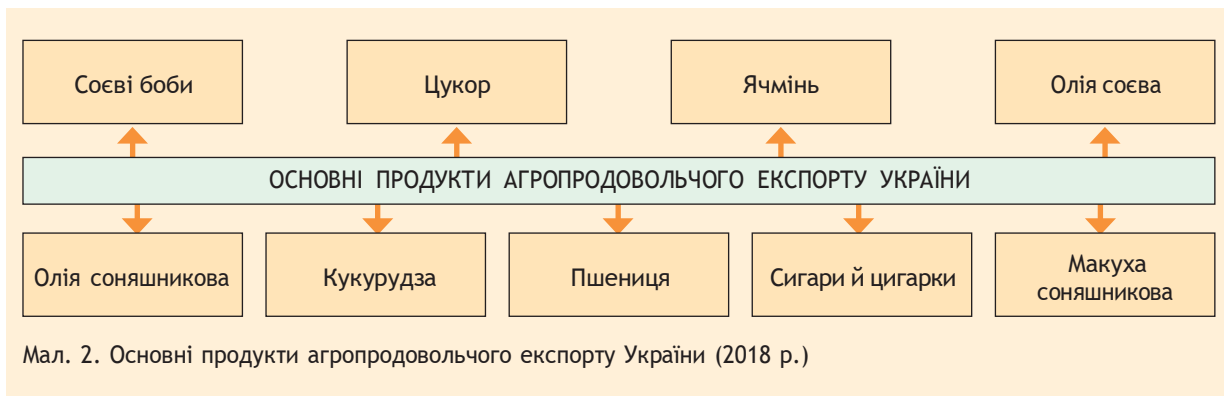 Соєві боби
Цукор
Ячмінь
Олія соєва
ОСНОВНІ ПРОДУКТИ АГРОПРОДОВОЛЬЧОГО ЕКСПОРТУ УКРАЇНИ
Олія соняшникова
Кукурудза
Пшениця
Сигари й цигарки
Макуха
соняшникова
Мал. 2. Основні продукти агропродовольчого експорту України (2018 р.)